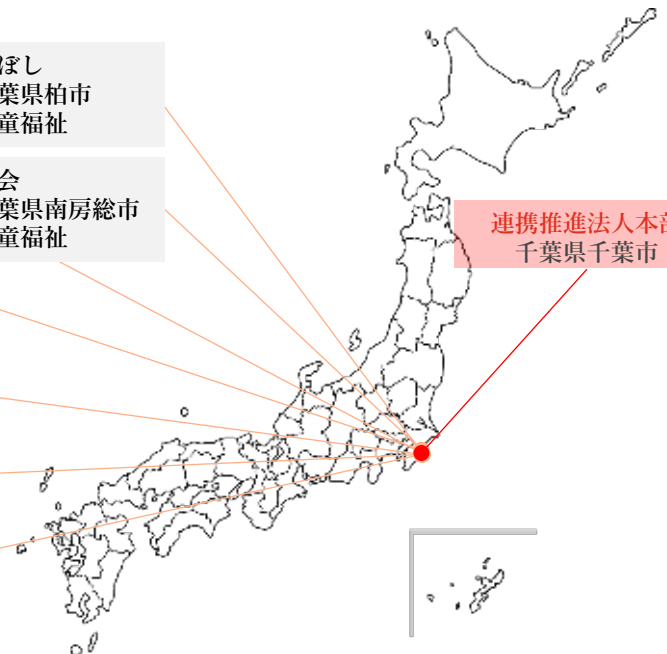 ぼし
葉県柏市
童福祉
会
葉県南房総市
童福祉
連携推進法人本部
千葉県千葉市